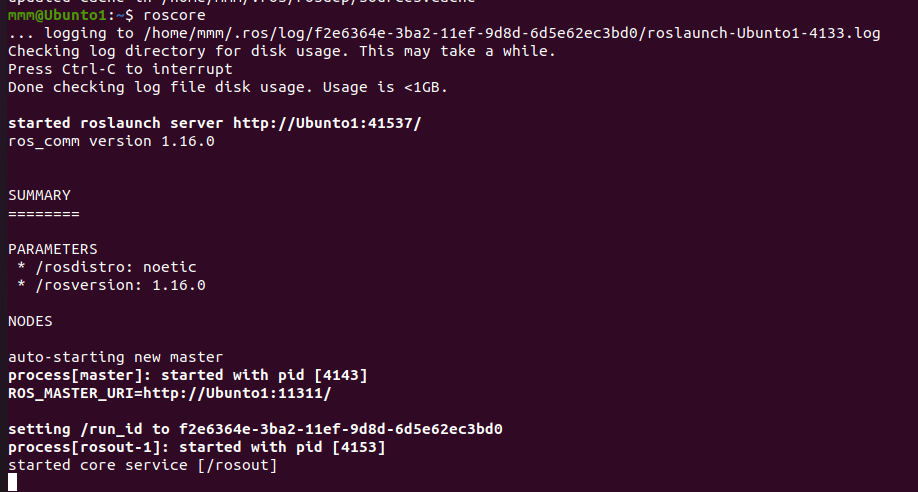 mmm@Ubunto1:~$ roscore
... logging to /home/mmm/.ros/log/f2e6364e-3ba2-11ef-9d8d-6d5e62ec3bd0/roslaunch-Ubunto1-4133.log
Checking log directory for disk usage. This may take a while.
Press Ctrl-C to interrupt
Done checking log file disk usage. Usage is <1GB.
started roslaunch server http://Ubunto1:41537/
ros_comm version 1.16.0
SUMMARY
========
PARAMETERS
* /rosdistro: noetic
* /rosversion: 1.16.0
NODES
auto-starting new master
process[master]: started with pid [4143]
ROS_MASTER_URI=http://Ubunto1:11311/
setting /run_id to f2e6364e-3ba2-11ef-9d8d-6d5e62ec3bd0
process[rosout-1]: started with pid [4153]
started core service [/rosout]